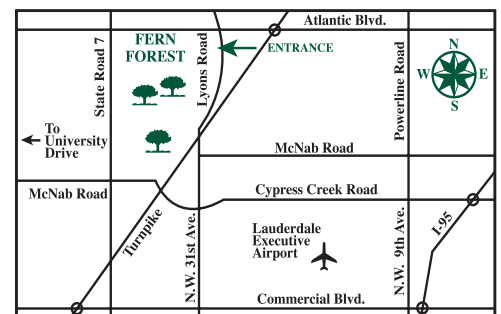 Atlantic Blvd.
FERN
FOREST
ENTRANCE
State Road 7
Lyons Road
Powerline Road
N
W E
S
To
University
Drive
McNab Road
McNab Road
Cypress Creek Road
Turnpike
N.W. 31st Ave.
Lauderdale
Executive
Airport
N.W. 9th Ave.
I-95
Commercial Blvd.